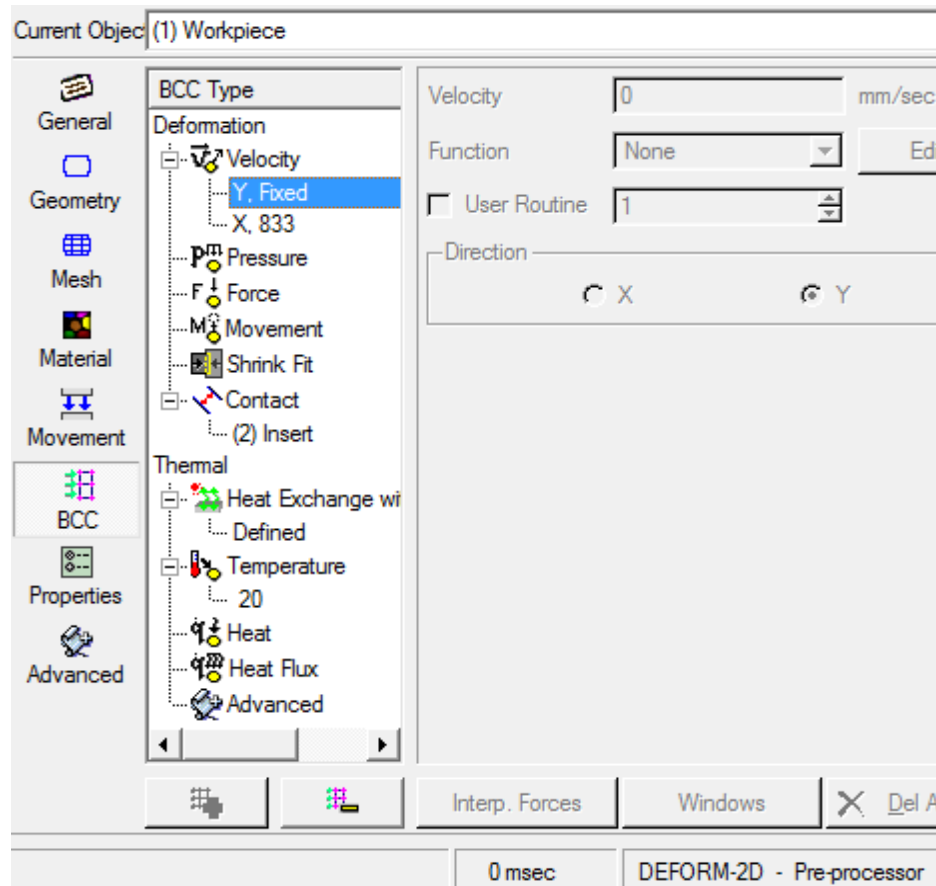 Current Objec (1) Workpiece
General
Geometry
Mesh
Material
Movement
BCC
Properties
Advanced
BCC Type
Deformation
Velocity
Y, Fixed
X, 833
Pressure
Force
Movement
Shrink Fit
Contact
(2) Insert
Thermal
Heat Exchange wi
Defined
Temperature
20
Heat
Heat Flux
Advanced
Velocity 0 mm/sec
Function None Ed
User Routine 1
Direction
X Y
Interp. Forces Windows Del A
0 msec DEFORM-2D - Pre-processor